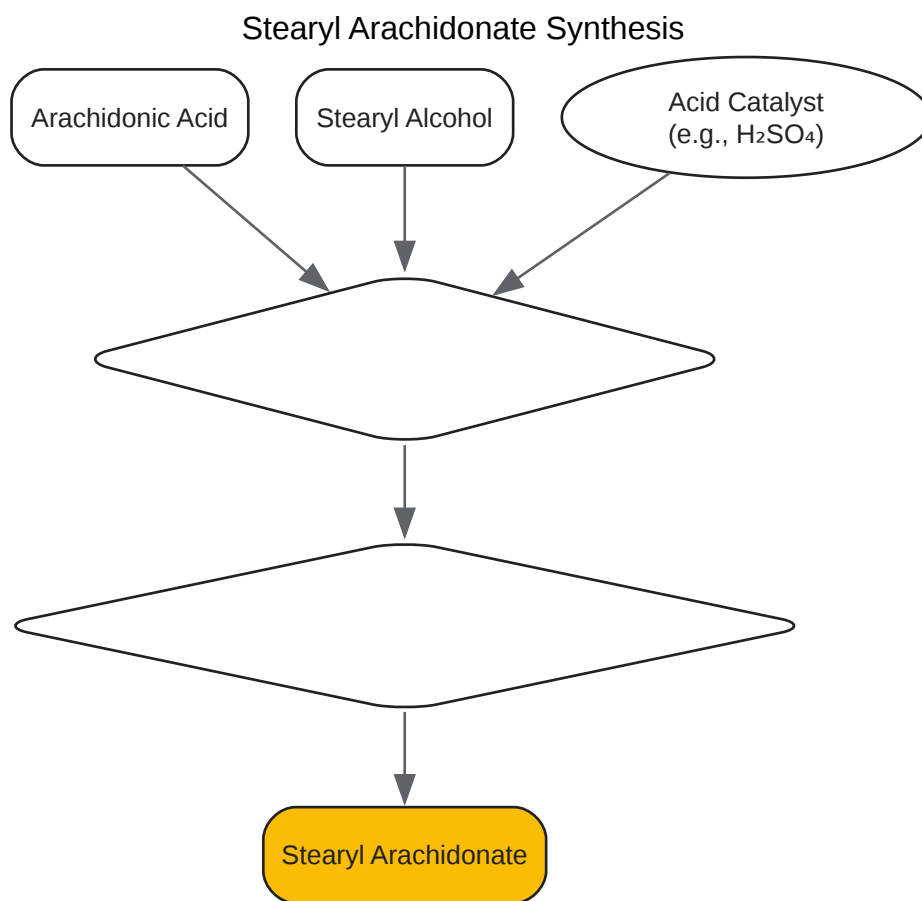 Stearyl Arachidonate Synthesis
Arachidonic Acid
Stearyl Alcohol
Acid Catalyst
(e.g., H₂SO₄)
Stearyl Arachidonate